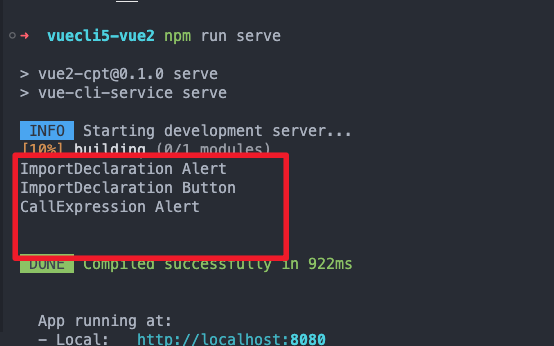 → vuecli5-vue2 npm run serve
> vue2-cpt@0.1.0 serve
> vue-cli-service serve
INFO Starting development server...
[10%] building (0/1 modules)
ImportDeclaration Alert
ImportDeclaration Button
CallExpression Alert
DONE Compiled successfully in 922ms
App running at:
- Local: http://localhost:8080